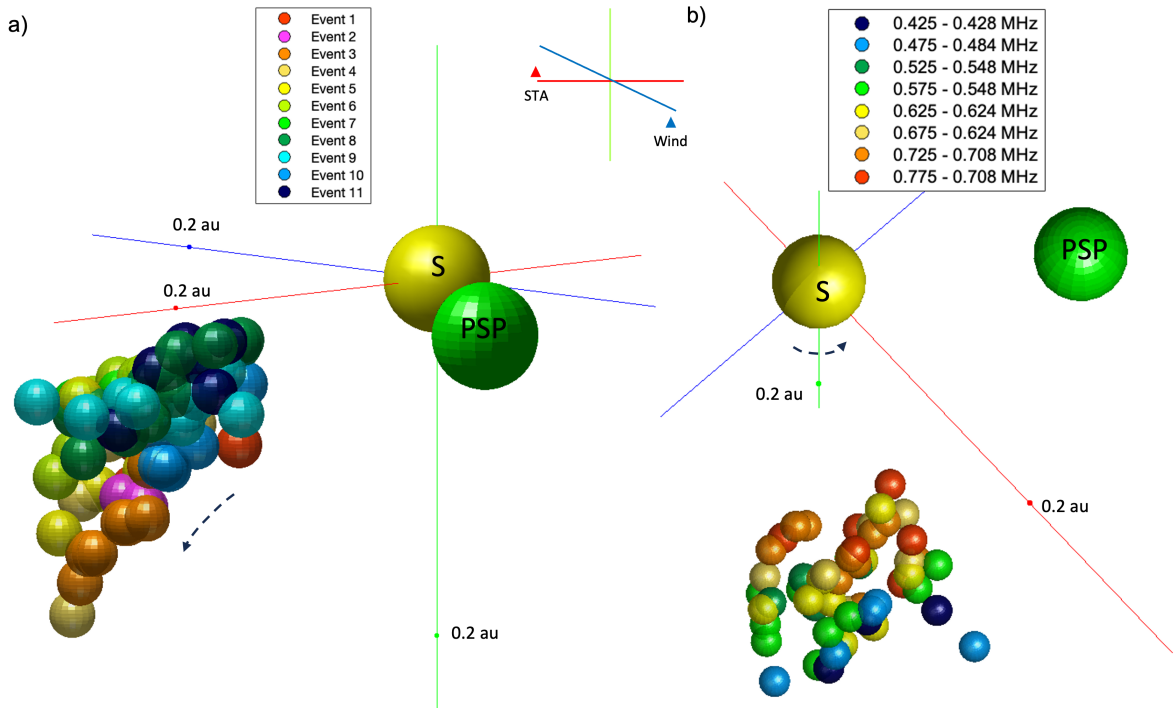 a)
Event 1
Event 2
Event 3
Event 4
Event 5
Event 6
Event 7
Event 8
Event 9
Event 10
Event 11
STA
Wind
0.2 au
0.2 au
S
PSP
0.2 au
b)
0.425 - 0.428 MHz
0.475 - 0.484 MHz
0.525 - 0.548 MHz
0.575 - 0.548 MHz
0.625 - 0.624 MHz
0.675 - 0.624 MHz
0.725 - 0.708 MHz
0.775 - 0.708 MHz
PSP
S
0.2 au
0.2 au